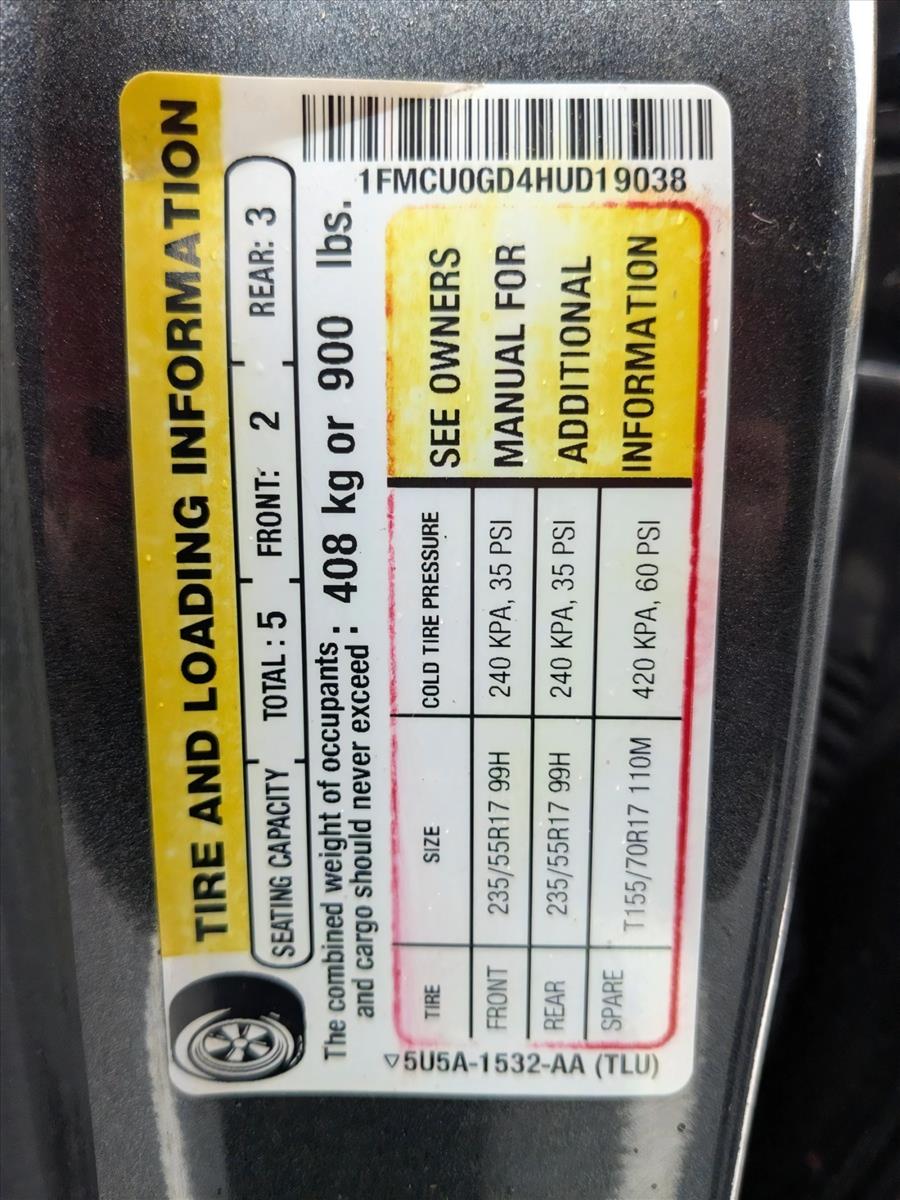 TIRE AND LOADING INFORMATION
SEATING CAPACITY TOTAL : 5 FRONT: 2 REAR: 3
The combined weight of occupants and cargo should never exceed : 408 kg or 900 lbs.
TIRE SIZE COLD TIRE PRESSURE
FRONT 235/55R17 99H 240 KPA, 35 PSI
REAR 235/55R17 99H 240 KPA, 35 PSI
SPARE T155/70R17 110M 420 KPA, 60 PSI
SEE OWNERS
MANUAL FOR
ADDITIONAL
INFORMATION
5U5A-1532-AA (TLU)
1FMCU0GD4HUD19038